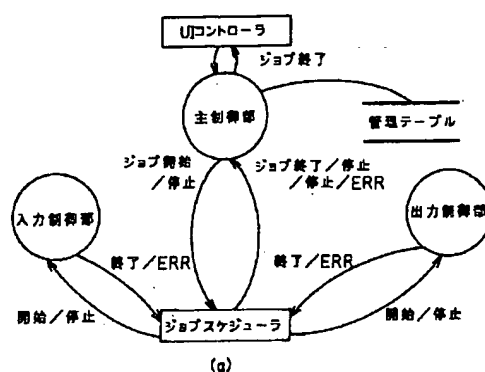 UIコントローラ
ジョブ終了
主制御部
管理テーブル
ジョブ開始
／停止
ジョブ終了／停止
／停止／ERR
入力制御部
出力制御部
終了／ERR
終了／ERR
開始／停止
ジョブスケジューラ
開始／停止
(a)